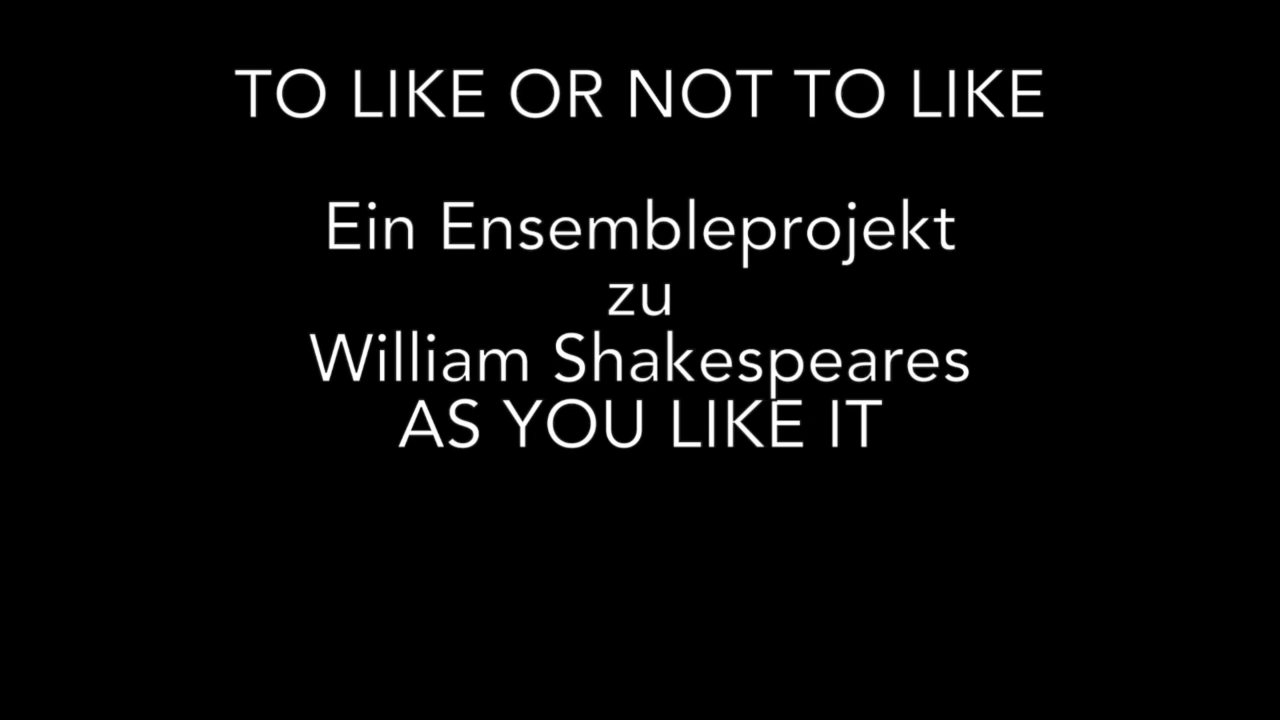 TO LIKE OR NOT TO LIKE
Ein Ensembleprojekt
zu
William Shakespeares
AS YOU LIKE IT